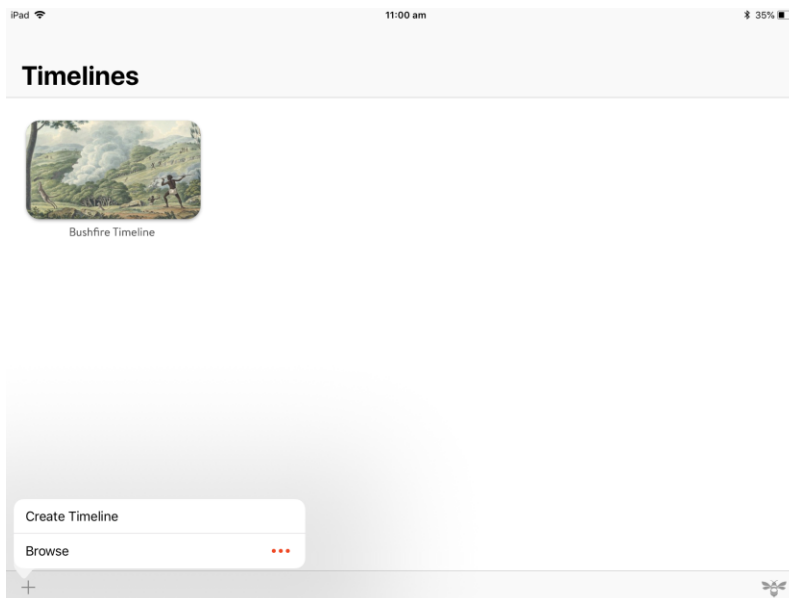 iPad 11:00 am 35%
Timelines
Bushfire Timeline
Create Timeline
Browse